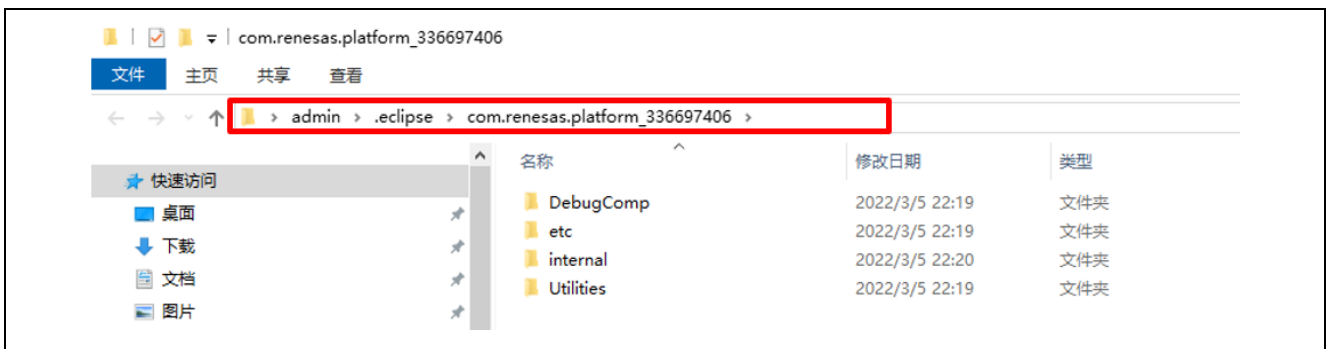 com.renesas.platform_336697406
文件 主页 共享 查看
admin › .eclipse › com.renesas.platform_336697406 ›
名称 修改日期 类型
快速访问
桌面
下载
文档
图片
DebugComp 2022/3/5 22:19 文件夹
etc 2022/3/5 22:19 文件夹
internal 2022/3/5 22:20 文件夹
Utilities 2022/3/5 22:19 文件夹